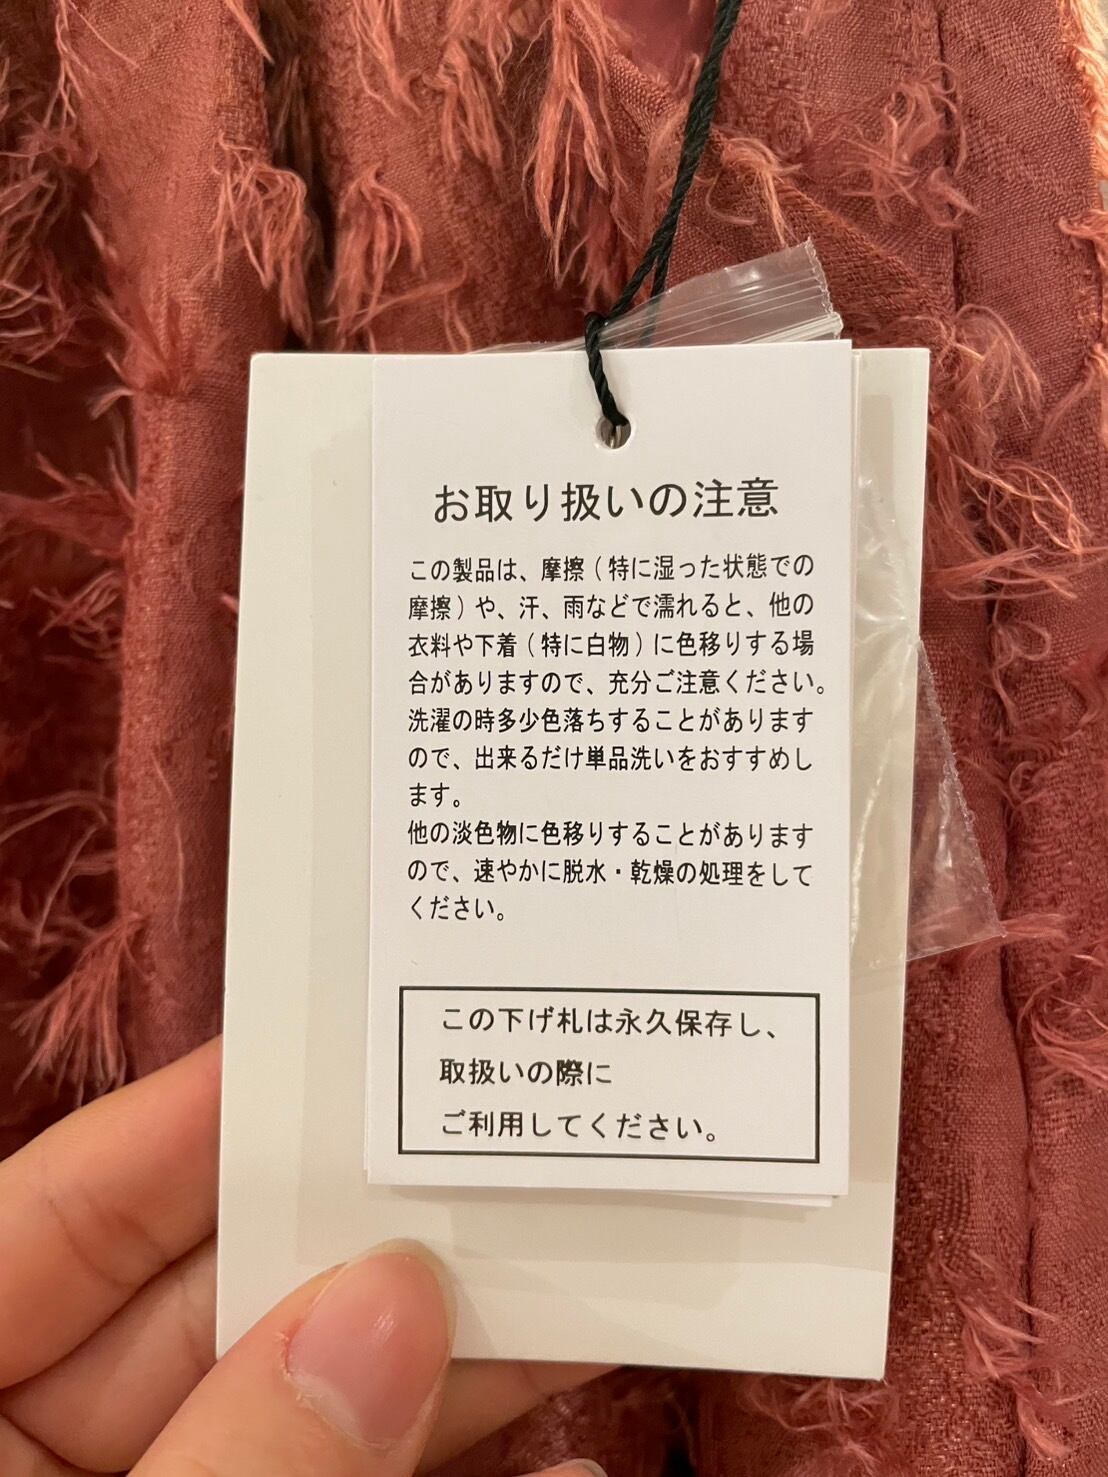 お取り扱いの注意
この製品は、摩擦(特に湿った状態での
摩擦)や、汗、雨などで濡れると、他の
衣料や下着(特に白物)に色移りする場
合がありますので、充分ご注意ください。
洗濯の時多少色落ちすることがあります
ので、出来るだけ単品洗いをおすすめし
ます。
他の淡色物に色移りすることがあります
ので、速やかに脱水・乾燥の処理をして
ください。
この下げ札は永久保存し、
取扱いの際に
ご利用してください。